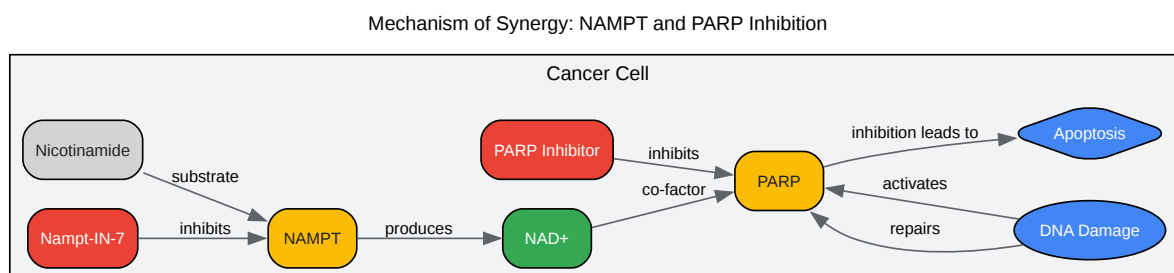 Mechanism of Synergy: NAMPT and PARP Inhibition
Cancer Cell
Nicotinamide
substrate
Nampt-IN-7
inhibits
NAMPT
produces
NAD+
PARP Inhibitor
inhibits
co-factor
PARP
inhibition leads to
Apoptosis
activates
repairs
DNA Damage